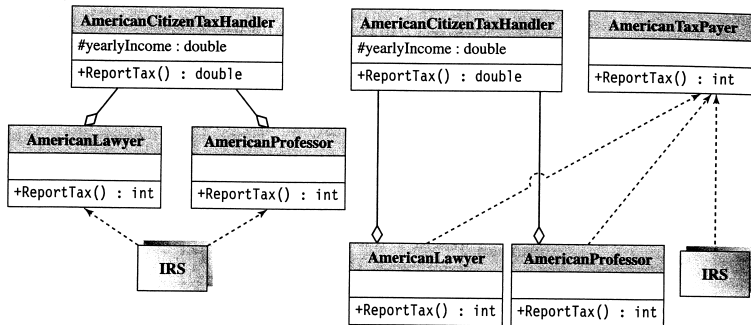 AmericanCitizenTaxHandler
#yearlyIncome : double
+ReportTax() : double
AmericanLawyer
+ReportTax() : int
AmericanProfessor
+ReportTax() : int
IRS
AmericanCitizenTaxHandler
#yearlyIncome : double
+ReportTax() : double
AmericanTaxPayer
+ReportTax() : int
AmericanLawyer
+ReportTax() : int
AmericanProfessor
+ReportTax() : int
IRS